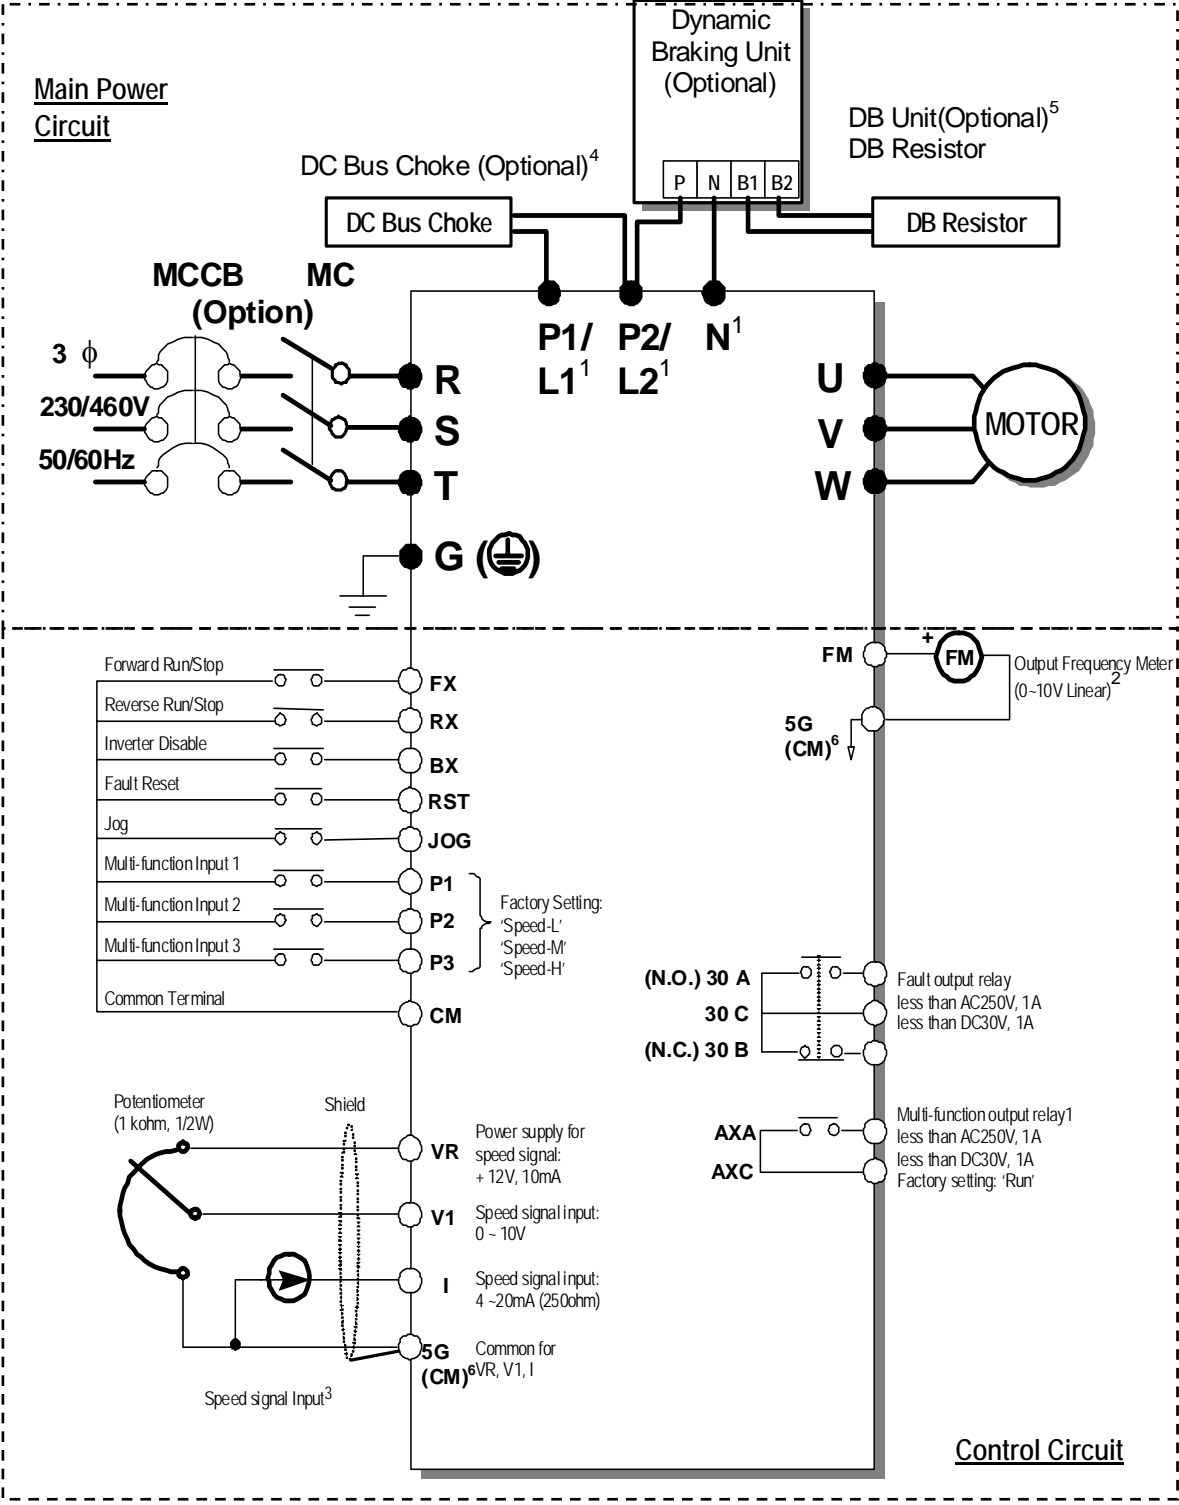 Dynamic
Braking Unit
(Optional)
Main Power
Circuit
DB Unit(Optional)5
DB Resistor
DC Bus Choke (Optional)4
P N B1 B2
DC Bus Choke
DB Resistor
MCCB MC
(Option)
P1/ P2/ N1
L11 L21
3 ϕ
R
U
230/460V
S
V
MOTOR
50/60Hz
T
W
G ( )
FM
+
FM
Output Frequency Meter
(0~10V Linear)2
5G
(CM)6
Forward Run/Stop
FX
Reverse Run/Stop
RX
Inverter Disable
BX
Fault Reset
RST
Jog
JOG
Multi-function Input 1
P1
Multi-function Input 2
P2
Multi-function Input 3
P3
Factory Setting:
'Speed-L'
'Speed-M'
'Speed-H'
Common Terminal
CM
(N.O.) 30 A
30 C
(N.C.) 30 B
Fault output relay
less than AC250V, 1A
less than DC30V, 1A
AXA
AXC
Multi-function output relay1
less than AC250V, 1A
less than DC30V, 1A
Factory setting: 'Run'
Potentiometer
(1 kohm, 1/2W)
Shield
VR
Power supply for
speed signal:
+ 12V, 10mA
V1
Speed signal input:
0 ~ 10V
I
Speed signal input:
4 ~20mA (250ohm)
5G
(CM)6
Common for
VR, V1, I
Speed signal Input3
Control Circuit